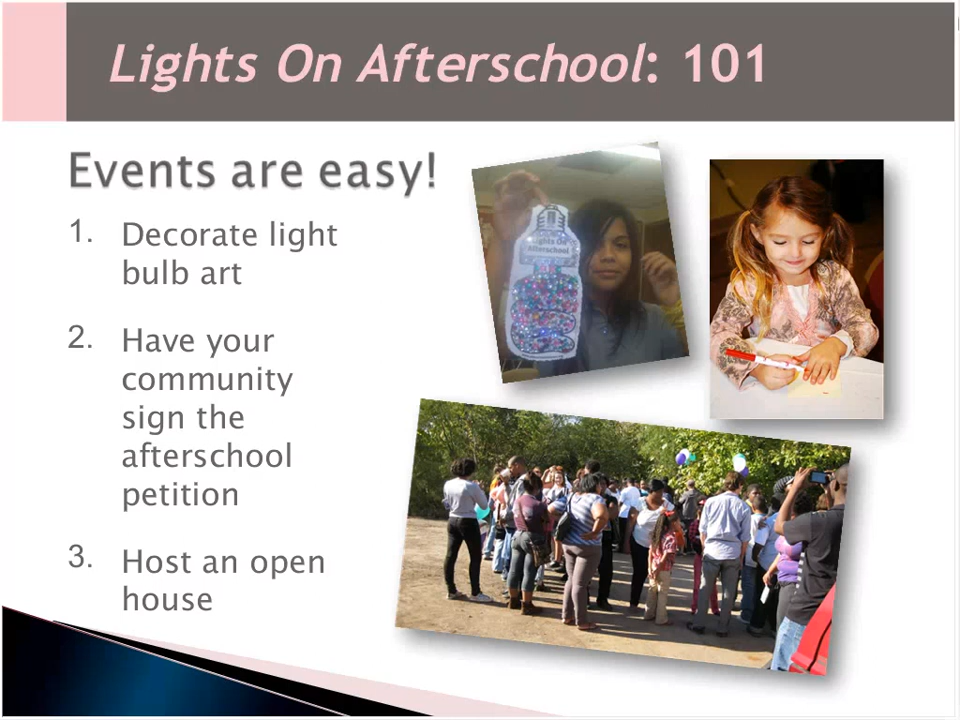 Lights On Afterschool: 101
Events are easy!
1. Decorate light
bulb art
2. Have your
community
sign the
afterschool
petition
3. Host an open
house
Lights On
Afterschool